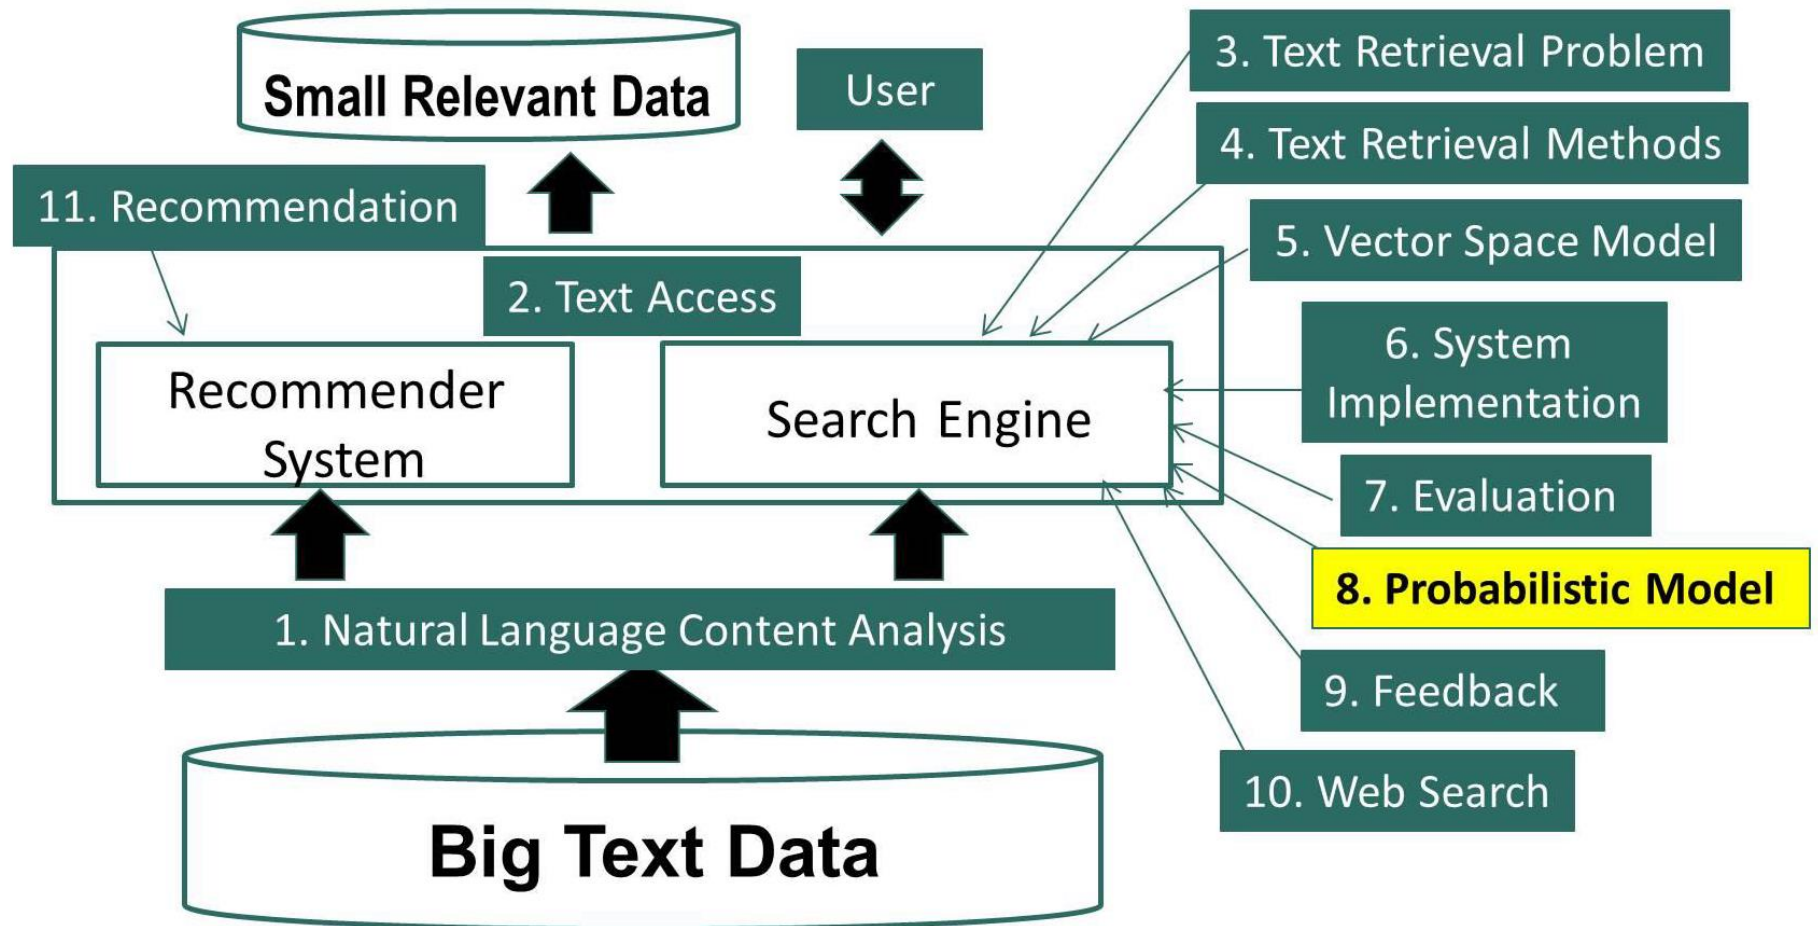 Small Relevant Data
User
3. Text Retrieval Problem
4. Text Retrieval Methods
11. Recommendation
5. Vector Space Model
2. Text Access
6. System
Implementation
Recommender
System
Search Engine
7. Evaluation
8. Probabilistic Model
1. Natural Language Content Analysis
9. Feedback
10. Web Search
Big Text Data